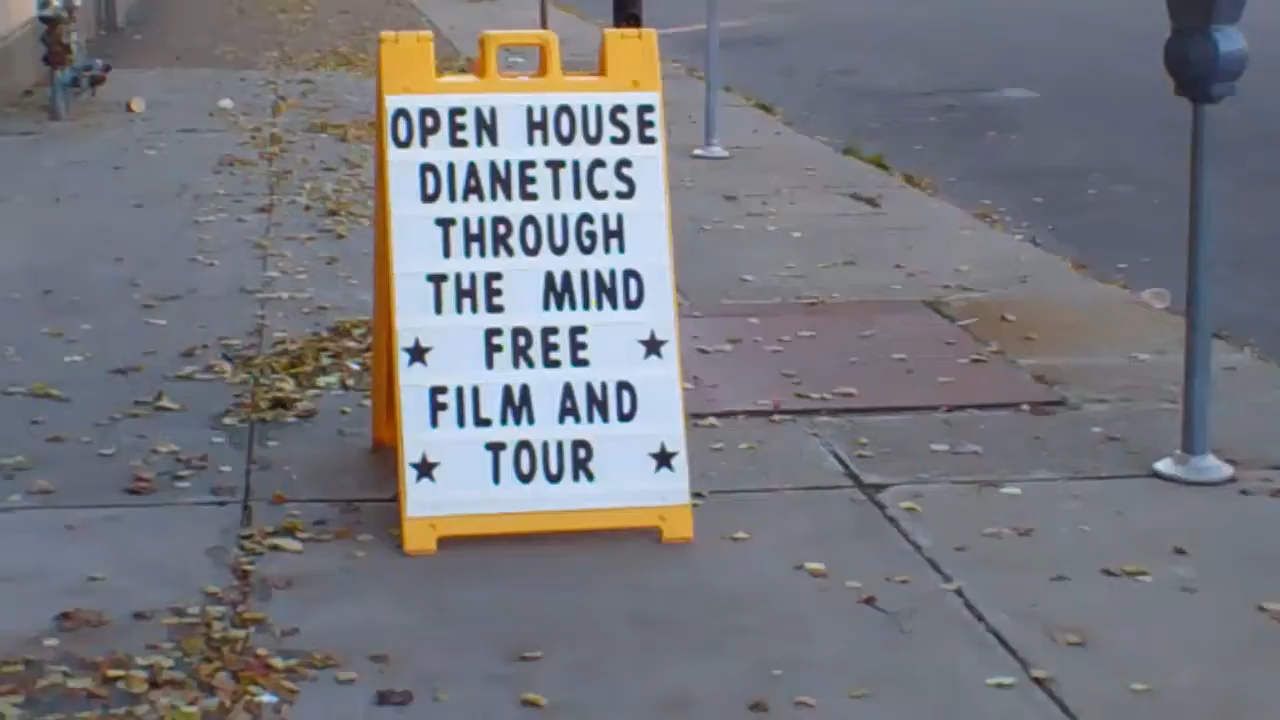 OPEN HOUSE
DIANETICS
THROUGH
THE MIND
★ FREE ★
FILM AND
★ TOUR ★